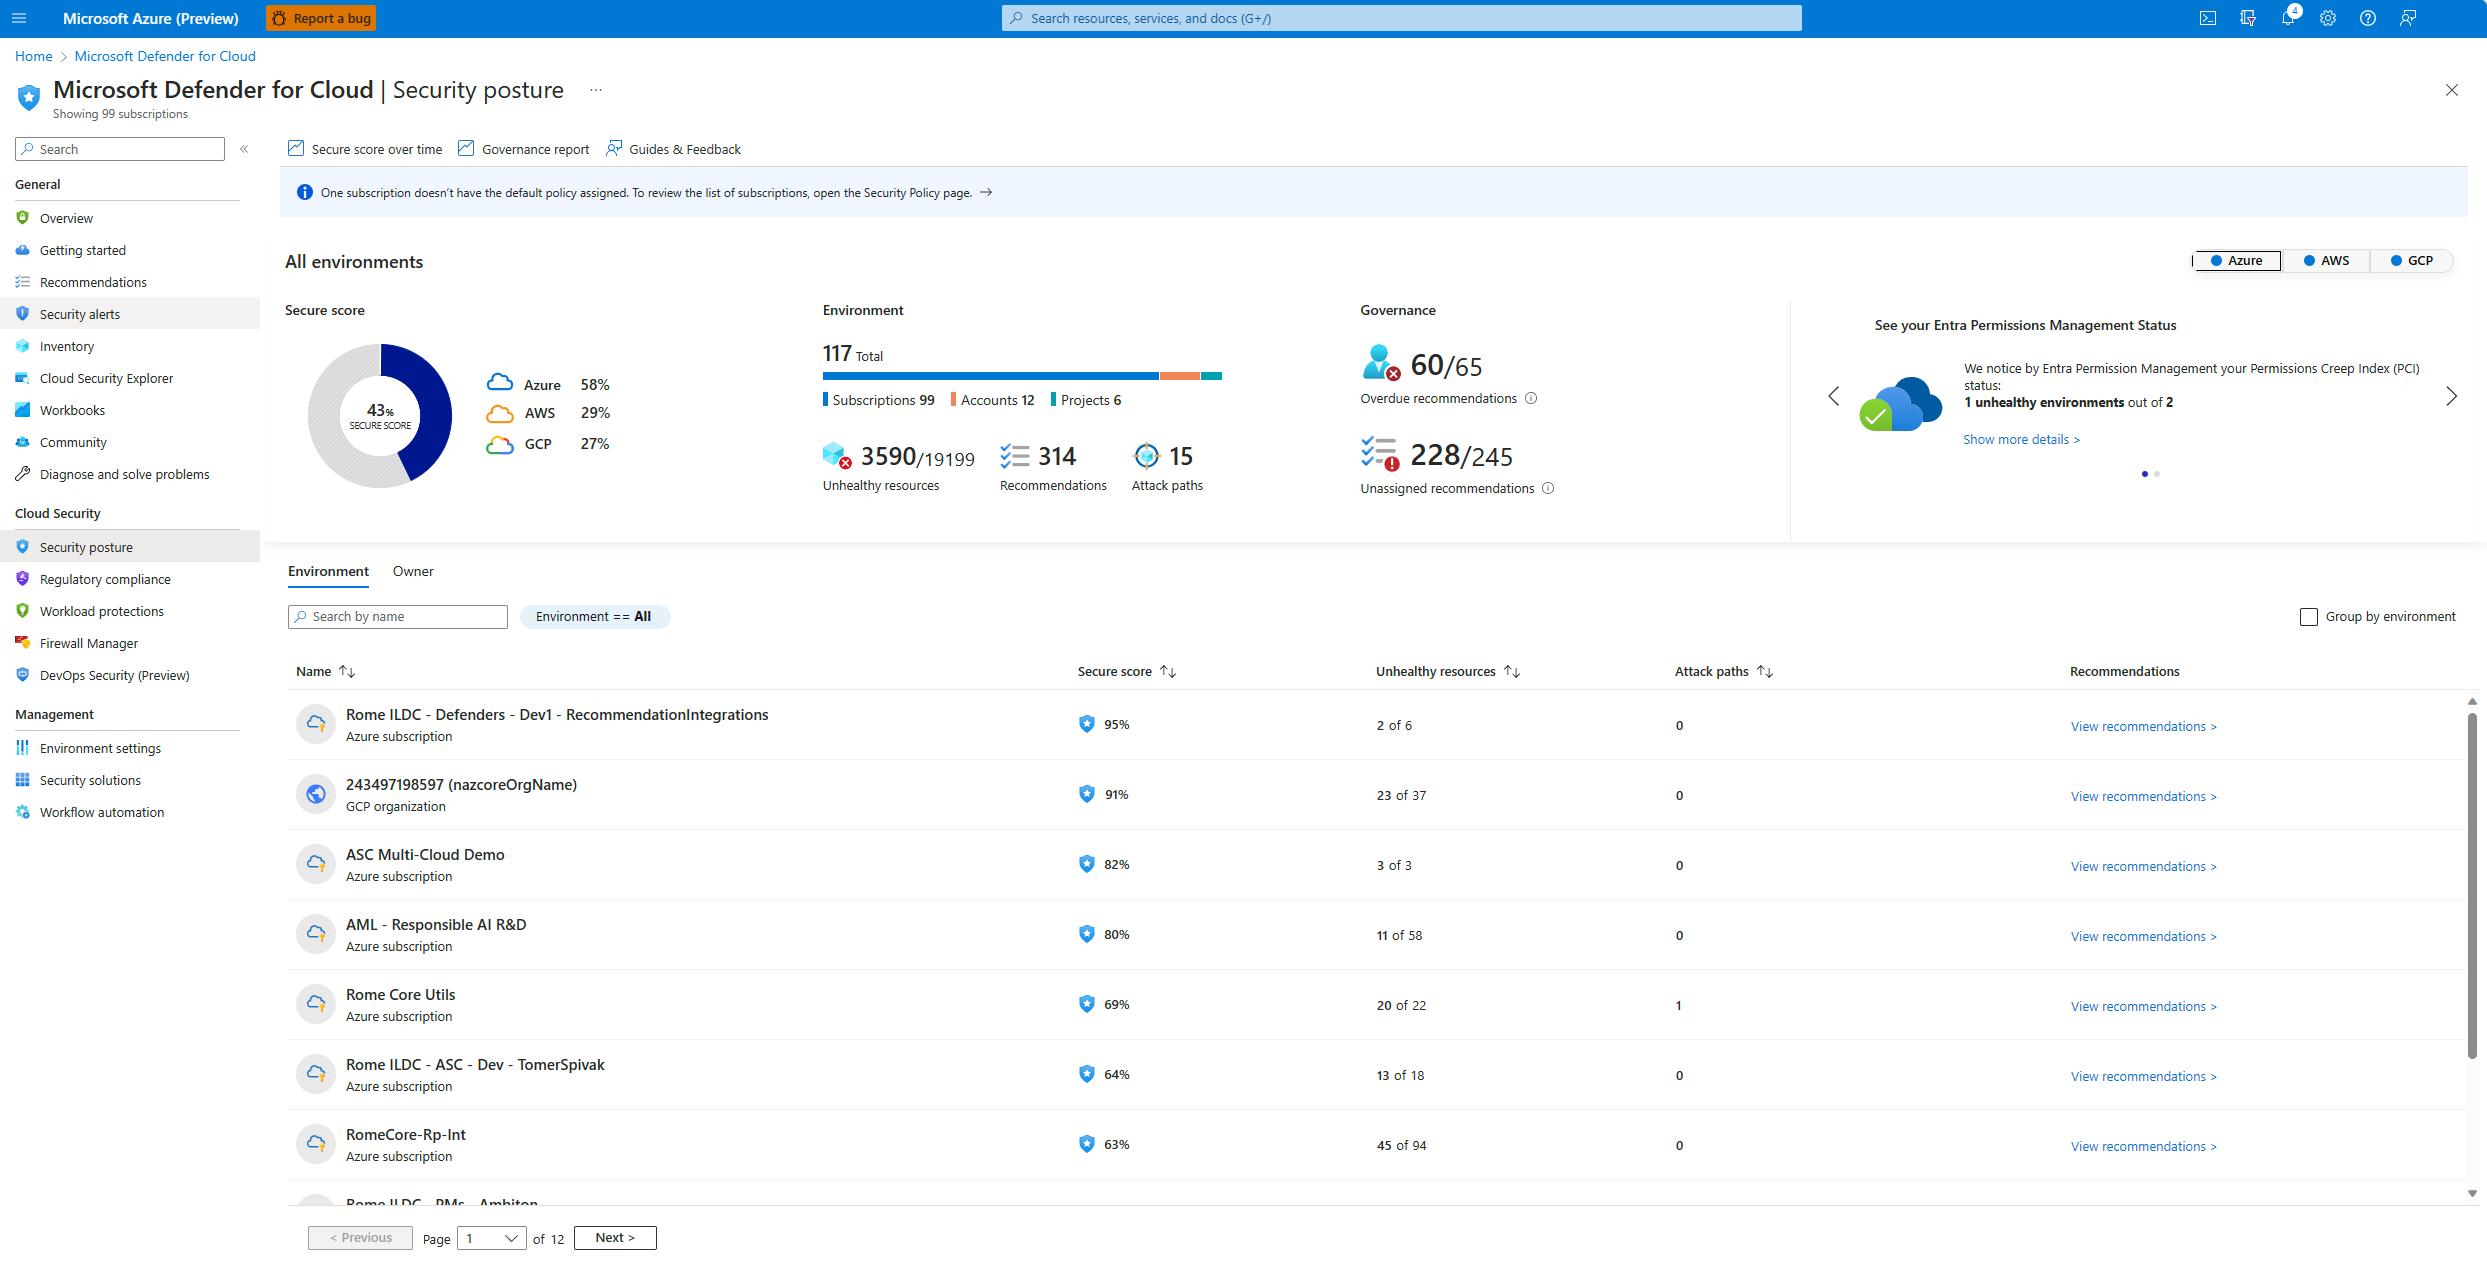 Microsoft Azure (Preview)
Report a bug
Search resources, services, and docs (G+/)
4
Home > Microsoft Defender for Cloud
Microsoft Defender for Cloud | Security posture ...
Showing 99 subscriptions
Search
«
General
Overview
Getting started
Recommendations
Security alerts
Inventory
Cloud Security Explorer
Workbooks
Community
Diagnose and solve problems
Cloud Security
Security posture
Regulatory compliance
Workload protections
Firewall Manager
DevOps Security (Preview)
Management
Environment settings
Security solutions
Workflow automation
Secure score over time
Governance report
Guides & Feedback
One subscription doesn't have the default policy assigned. To review the list of subscriptions, open the Security Policy page. →
All environments
Azure
AWS
GCP
Secure score
43%
SECURE SCORE
Azure 58%
AWS 29%
GCP 27%
Environment
117 Total
Subscriptions 99
Accounts 12
Projects 6
3590/19199
Unhealthy resources
314
Recommendations
15
Attack paths
Governance
60/65
Overdue recommendations
228/245
Unassigned recommendations
See your Entra Permissions Management Status
We notice by Entra Permission Management your Permissions Creep Index (PCI)
status:
1 unhealthy environments out of 2
Show more details >
Environment
Owner
Search by name
Environment == All
Group by environment
Name ↑↓ Secure score ↑↓ Unhealthy resources ↑↓ Attack paths ↑↓ Recommendations
Rome ILDC - Defenders - Dev1 - RecommendationIntegrations
Azure subscription
95% 2 of 6 0 View recommendations >
243497198597 (nazcoreOrgName)
GCP organization
91% 23 of 37 0 View recommendations >
ASC Multi-Cloud Demo
Azure subscription
82% 3 of 3 0 View recommendations >
AML - Responsible AI R&D
Azure subscription
80% 11 of 58 0 View recommendations >
Rome Core Utils
Azure subscription
69% 20 of 22 1 View recommendations >
Rome ILDC - ASC - Dev - TomerSpivak
Azure subscription
64% 13 of 18 0 View recommendations >
RomeCore-Rp-Int
Azure subscription
63% 45 of 94 0 View recommendations >
Rome ILDC - PMs - Ambiton
< Previous Page 1 of 12 Next >